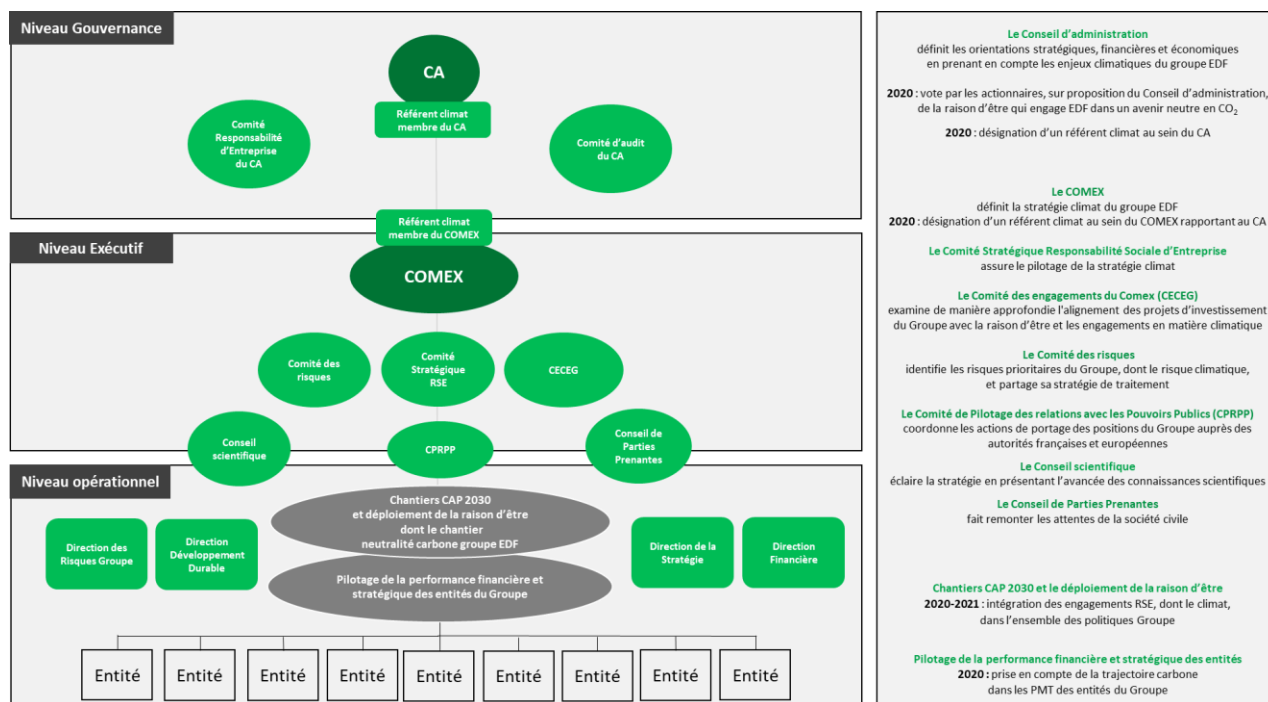 Niveau Gouvernance
CA
Référent climat
membre du CA
Comité
Responsabilité
d'Entreprise
du CA
Comité d'audit
du CA
Référent climat
membre du COMEX
Niveau Exécutif
COMEX
Comité des
risques
Comité
Stratégique
RSE
CECEG
Conseil
scientifique
CPRPP
Conseil de
Parties
Prenantes
Niveau opérationnel
Chantiers CAP 2030
et déploiement de la raison d'être
dont le chantier
neutralité carbone groupe EDF
Direction des
Risques Groupe
Direction
Développement
Durable
Direction de la
Stratégie
Direction
Financière
Pilotage de la performance financière et
stratégique des entités du Groupe
Entité
Entité
Entité
Entité
Entité
Entité
Entité
Entité
Le Conseil d'administration
définit les orientations stratégiques, financières et économiques
en prenant en compte les enjeux climatiques du groupe EDF
2020 : vote par les actionnaires, sur proposition du Conseil d'administration,
de la raison d'être qui engage EDF dans un avenir neutre en CO₂
2020 : désignation d'un référent climat au sein du CA
Le COMEX
définit la stratégie climat du groupe EDF
2020 : désignation d'un référent climat au sein du COMEX rapportant au CA
Le Comité Stratégique Responsabilité Sociale d'Entreprise
assure le pilotage de la stratégie climat
Le Comité des engagements du Comex (CECEG)
examine de manière approfondie l'alignement des projets d'investissement
du Groupe avec la raison d'être et les engagements en matière climatique
Le Comité des risques
identifie les risques prioritaires du Groupe, dont le risque climatique,
et partage sa stratégie de traitement
Le Comité de Pilotage des relations avec les Pouvoirs Publics (CPRPP)
coordonne les actions de portage des positions du Groupe auprès des
autorités françaises et européennes
Le Conseil scientifique
éclaire la stratégie en présentant l'avancée des connaissances scientifiques
Le Conseil de Parties Prenantes
fait remonter les attentes de la société civile
Chantiers CAP 2030 et le déploiement de la raison d'être
2020-2021 : intégration des engagements RSE, dont le climat,
dans l'ensemble des politiques Groupe
Pilotage de la performance financière et stratégique des entités
2020 : prise en compte de la trajectoire carbone
dans les PMT des entités du Groupe